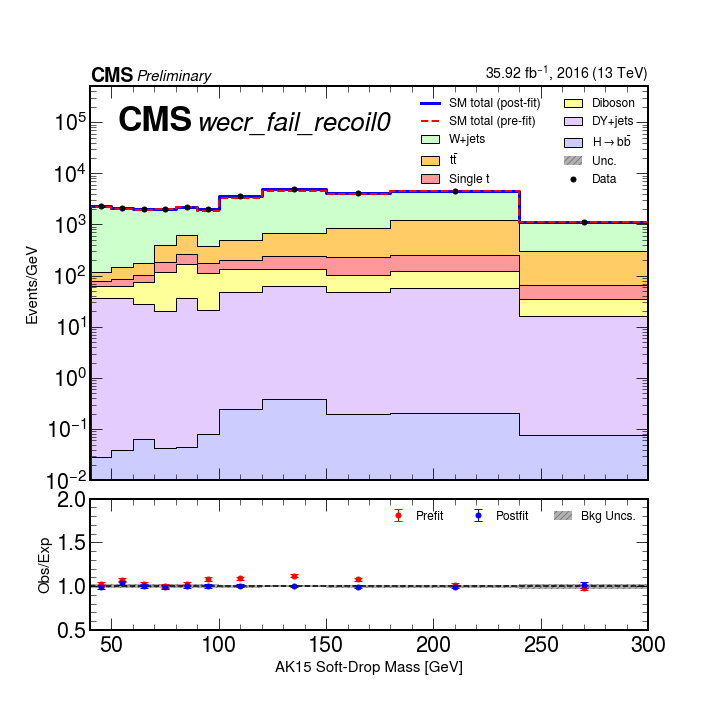 CMS Preliminary
35.92 fb⁻¹, 2016 (13 TeV)
CMS wecr_fail_recoil0
SM total (post-fit)
SM total (pre-fit)
W+jets
tt̄
Single t
Diboson
DY+jets
H→bb̄
Unc.
Data
Events/GeV
10⁵
10⁴
10³
10²
10¹
10⁰
10⁻¹
10⁻²
Prefit
Postfit
Bkg Uncs.
Obs/Exp
2.0
1.5
1.0
0.5
50 100 150 200 250 300
AK15 Soft-Drop Mass [GeV]